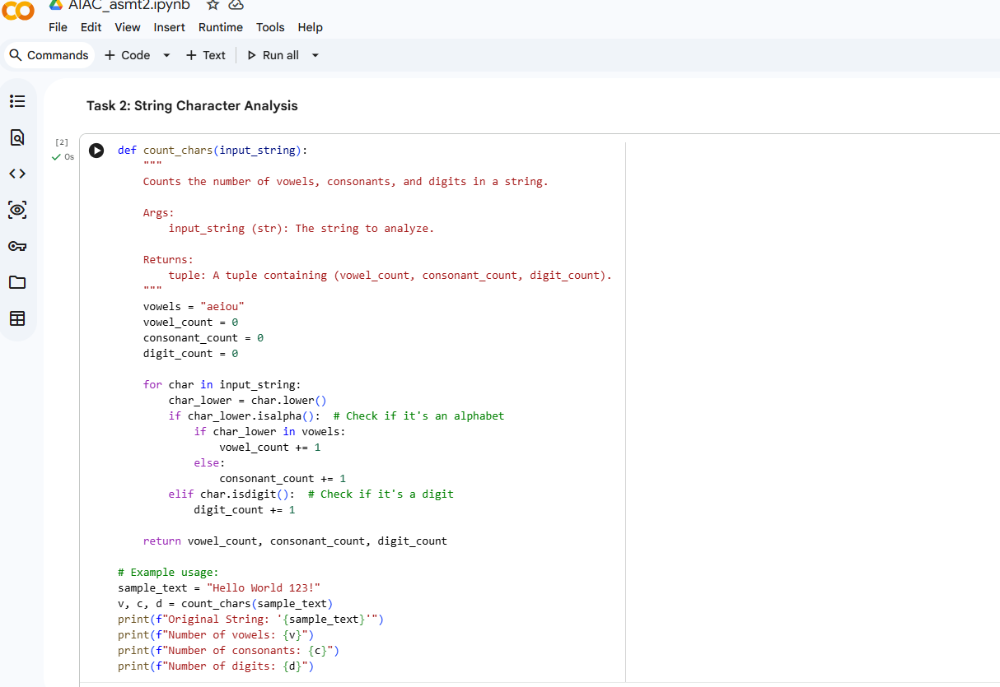 AIAC_asmt2.ipynb
File Edit View Insert Runtime Tools Help
Commands + Code + Text Run all
Task 2: String Character Analysis
[2]
0s
def count_chars(input_string):
    """
    Counts the number of vowels, consonants, and digits in a string.

    Args:
        input_string (str): The string to analyze.

    Returns:
        tuple: A tuple containing (vowel_count, consonant_count, digit_count).
    """
    vowels = "aeiou"
    vowel_count = 0
    consonant_count = 0
    digit_count = 0

    for char in input_string:
        char_lower = char.lower()
        if char_lower.isalpha():  # Check if it's an alphabet
            if char_lower in vowels:
                vowel_count += 1
            else:
                consonant_count += 1
        elif char.isdigit():  # Check if it's a digit
            digit_count += 1

    return vowel_count, consonant_count, digit_count

# Example usage:
sample_text = "Hello World 123!"
v, c, d = count_chars(sample_text)
print(f"Original String: '{sample_text}'")
print(f"Number of vowels: {v}")
print(f"Number of consonants: {c}")
print(f"Number of digits: {d}")